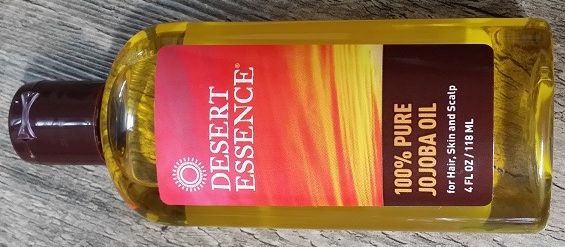 DESERT
ESSENCE®
100% PURE
JOJOBA OIL
for Hair, Skin and Scalp
4 FL OZ / 118 ML